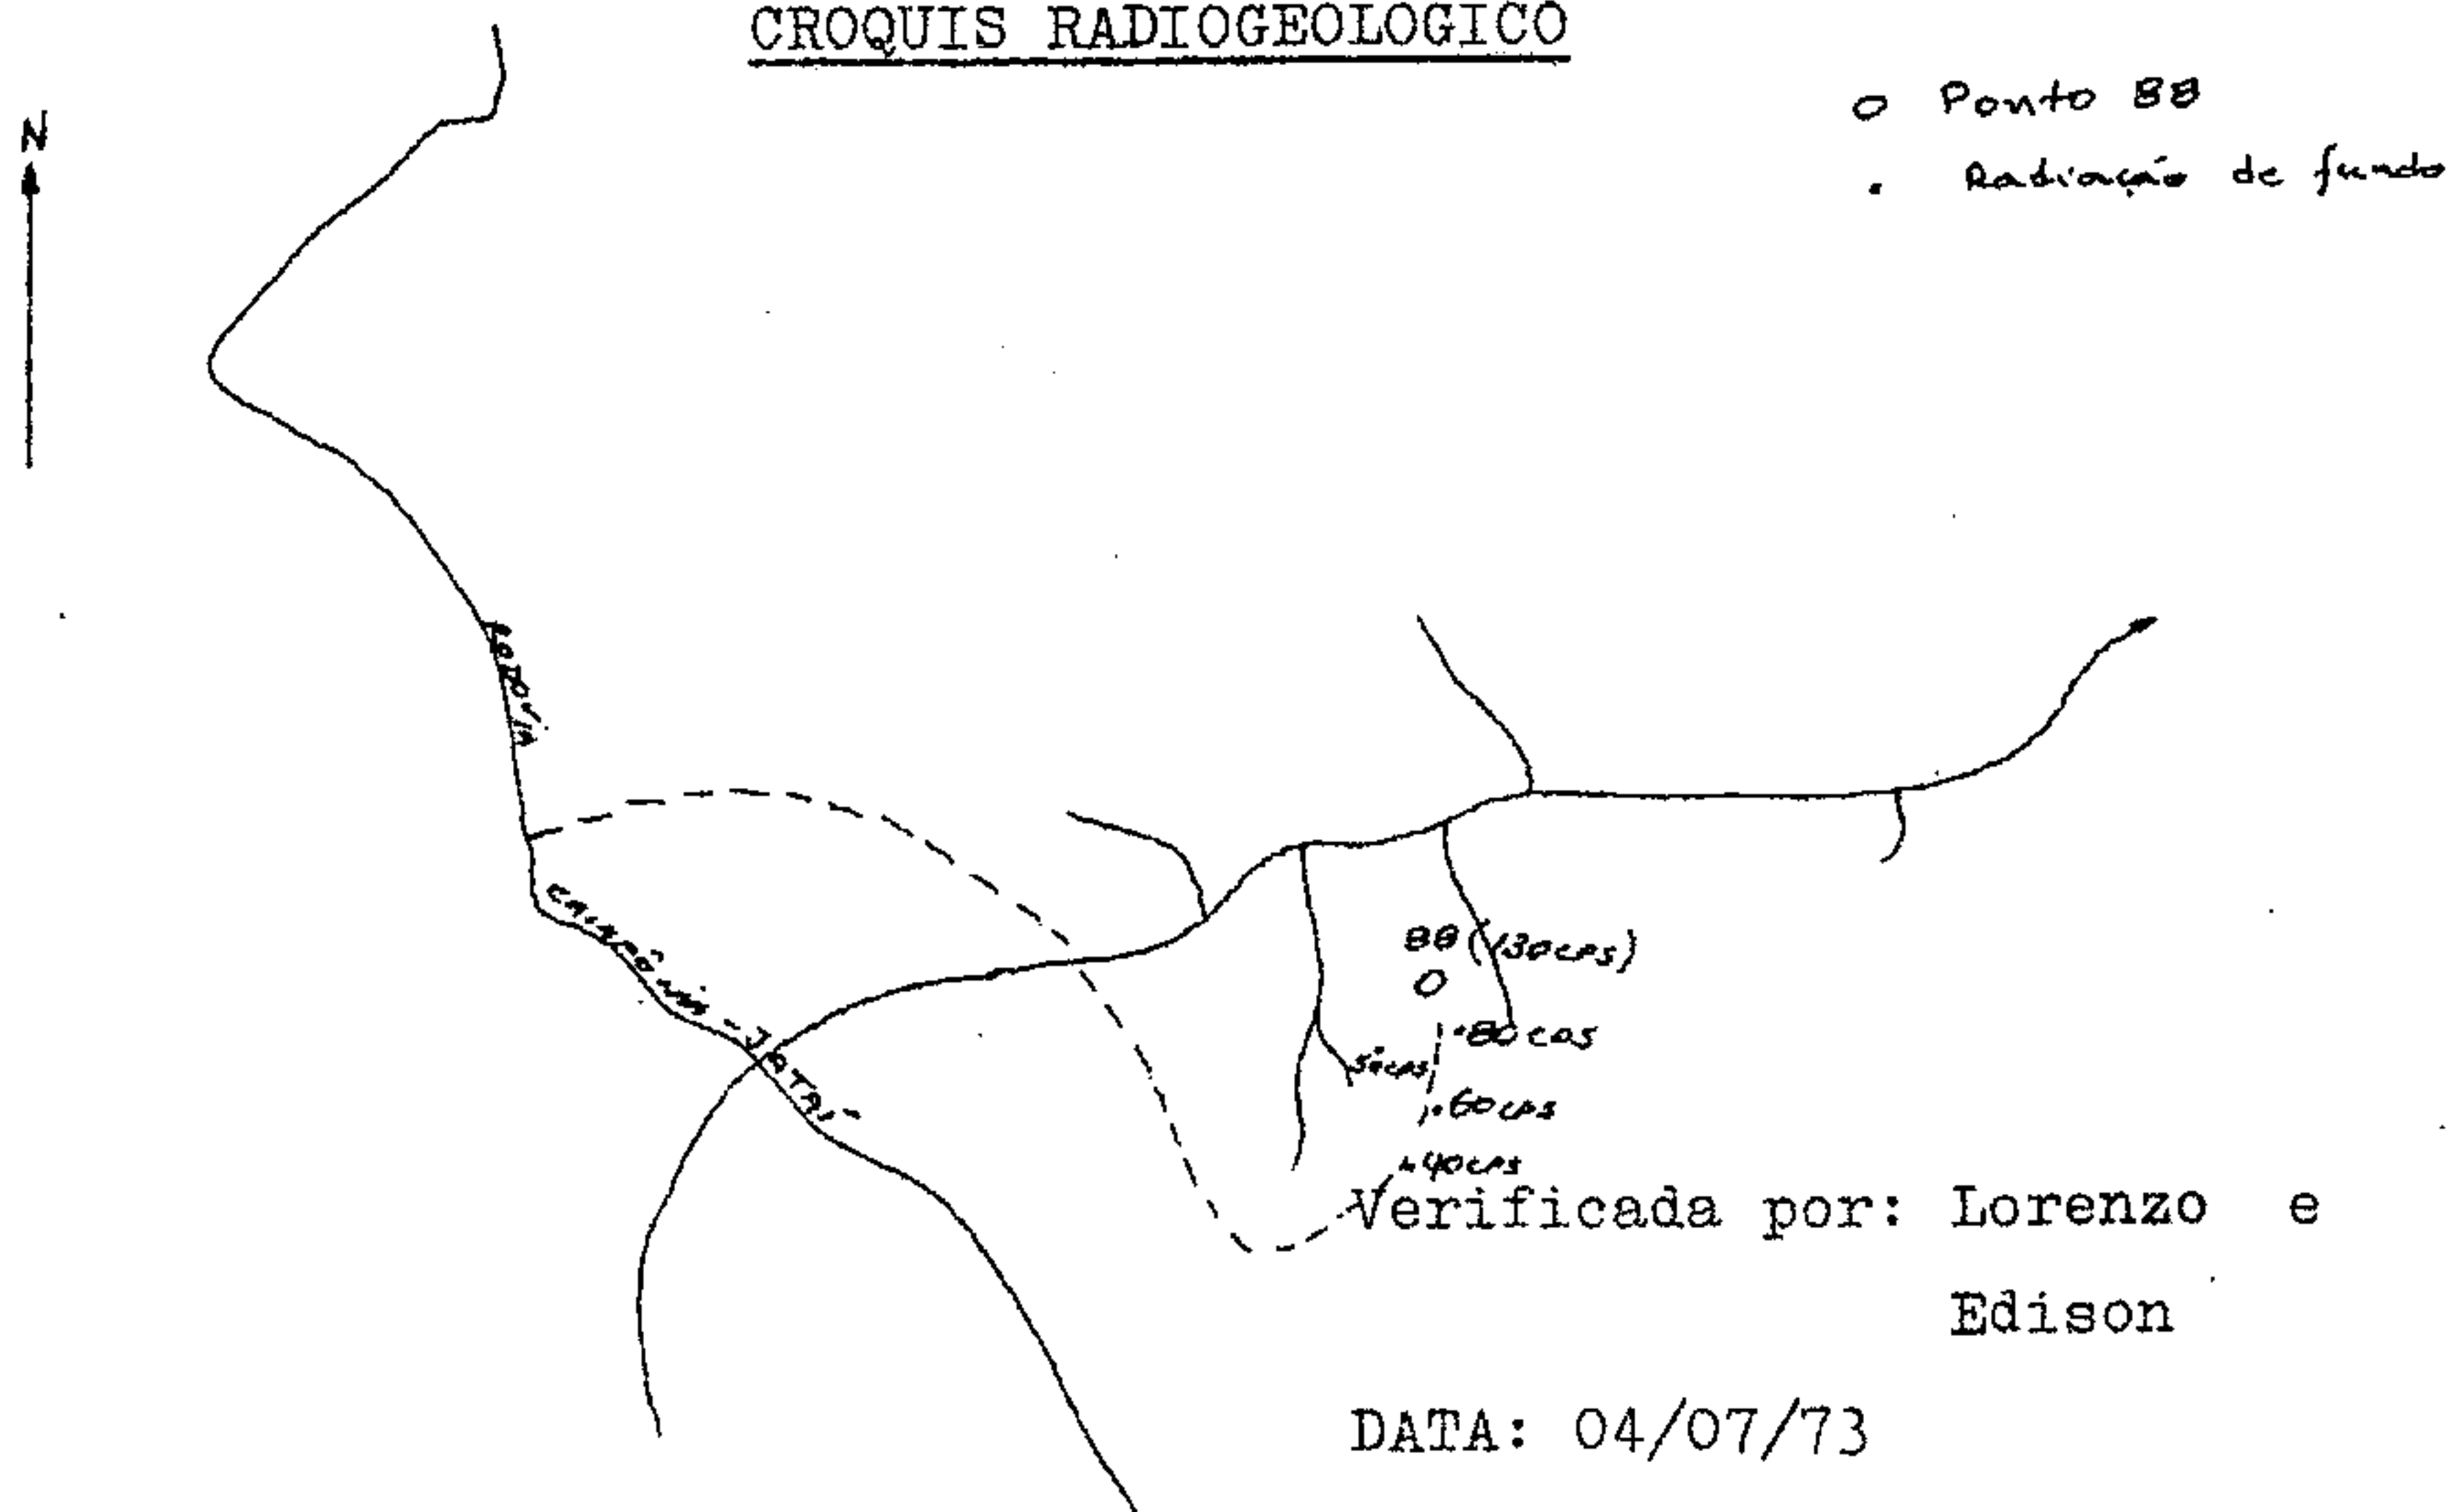 CROQUIS RADIOGEOLOGICO
N
o Ponto 88
. Radiação de fundo
88 (130cps)
.80cps
50cps
.60cps
.40cps
Verificada por: Lorenzo e
Edison
DATA: 04/07/73